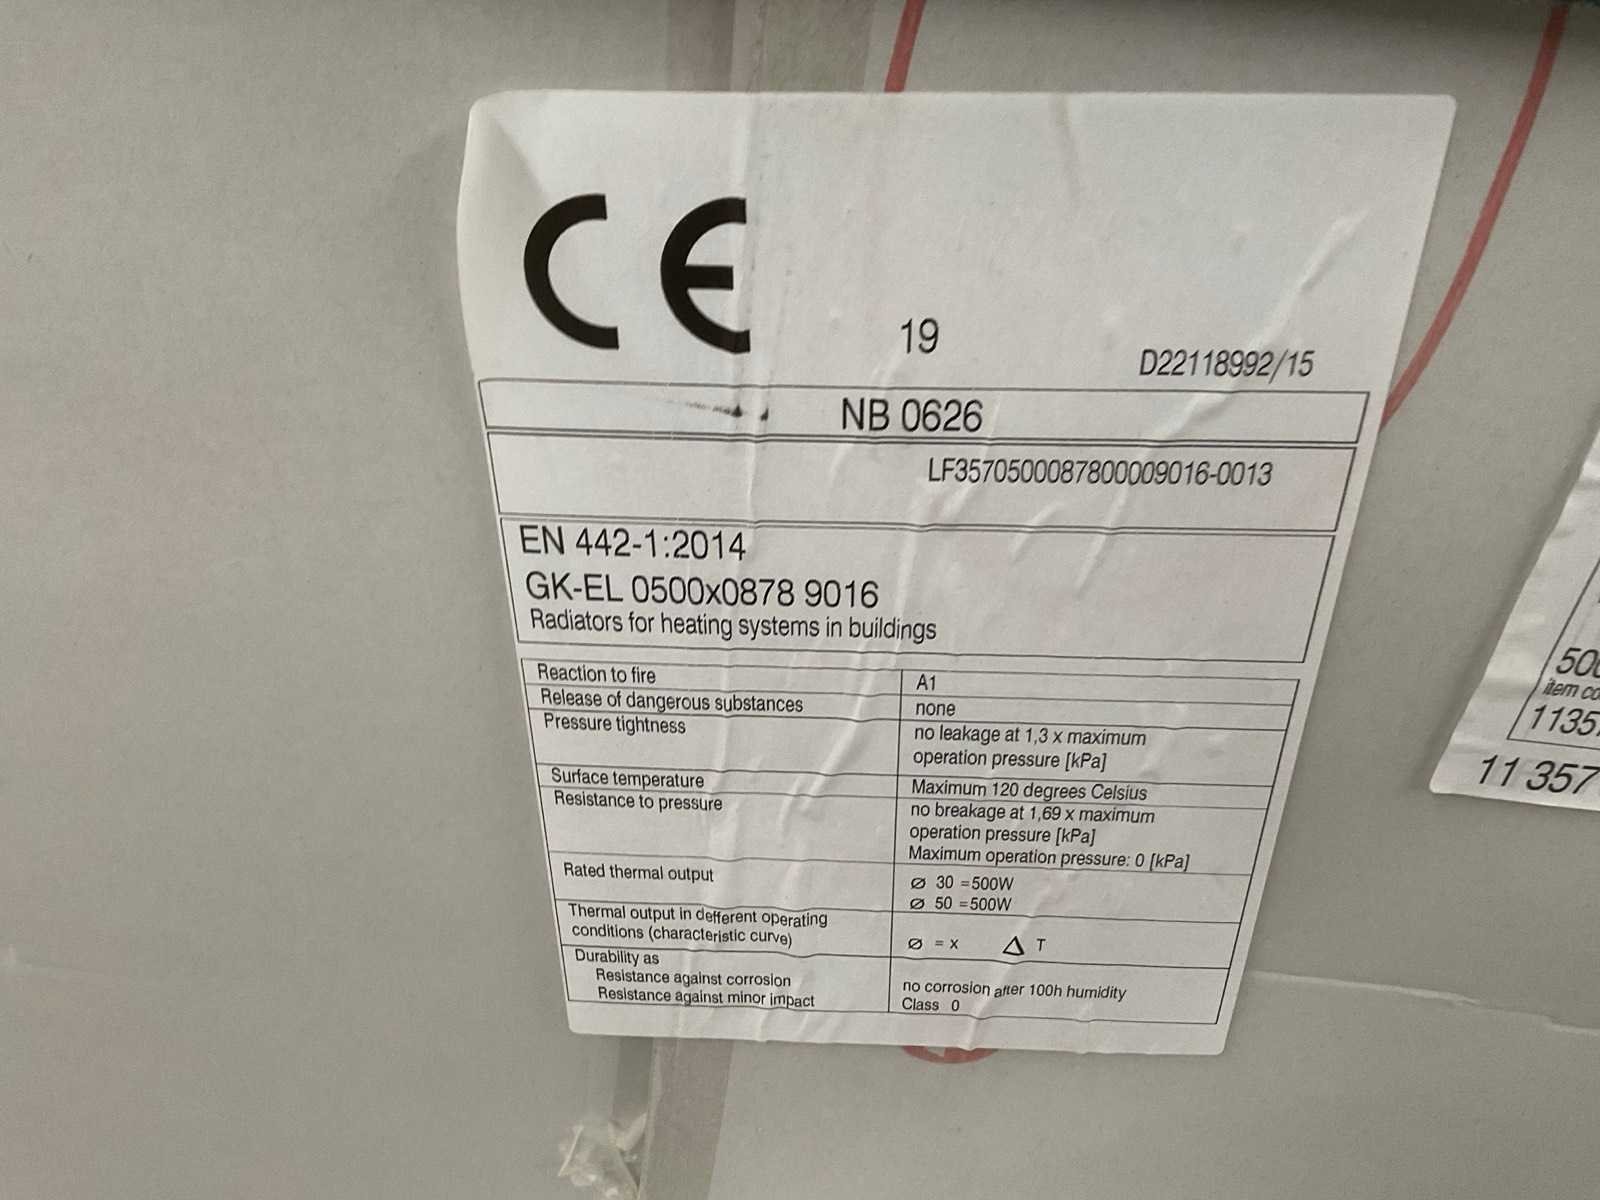 CE
19
D22118992/15
NB 0626
LF3570500087800009016-0013
EN 442-1:2014
GK-EL 0500x0878 9016
Radiators for heating systems in buildings
Reaction to fire A1
Release of dangerous substances none
Pressure tightness no leakage at 1,3 x maximum
operation pressure [kPa]
Surface temperature Maximum 120 degrees Celsius
Resistance to pressure no breakage at 1,69 x maximum
operation pressure [kPa]
Maximum operation pressure: 0 [kPa]
Rated thermal output ⌀ 30 =500W
⌀ 50 =500W
Thermal output in defferent operating
conditions (characteristic curve) ⌀ = x △ T
Durability as
Resistance against corrosion no corrosion after 100h humidity
Resistance against minor impact Class 0
item
11 357